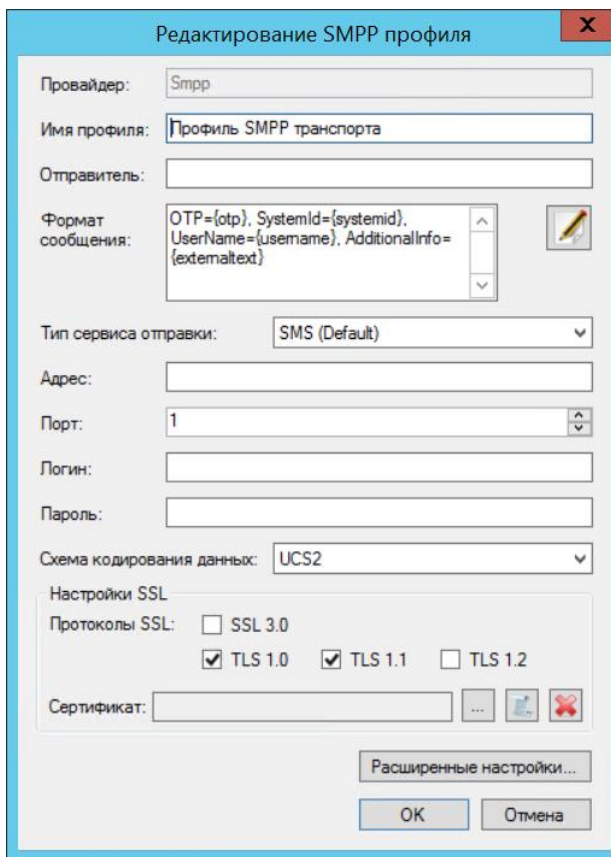 Редактирование SMPP профиля
x
Провайдер: Smpp
Имя профиля: Профиль SMPP транспорта
Отправитель:
Формат сообщения:
OTP={otp}, SystemId={systemid},
UserName={username}, AdditionalInfo=
{externaltext}
Тип сервиса отправки: SMS (Default)
Адрес:
Порт: 1
Логин:
Пароль:
Схема кодирования данных: UCS2
Настройки SSL
Протоколы SSL: SSL 3.0
TLS 1.0 TLS 1.1 TLS 1.2
Сертификат: ...
Расширенные настройки...
OK Отмена